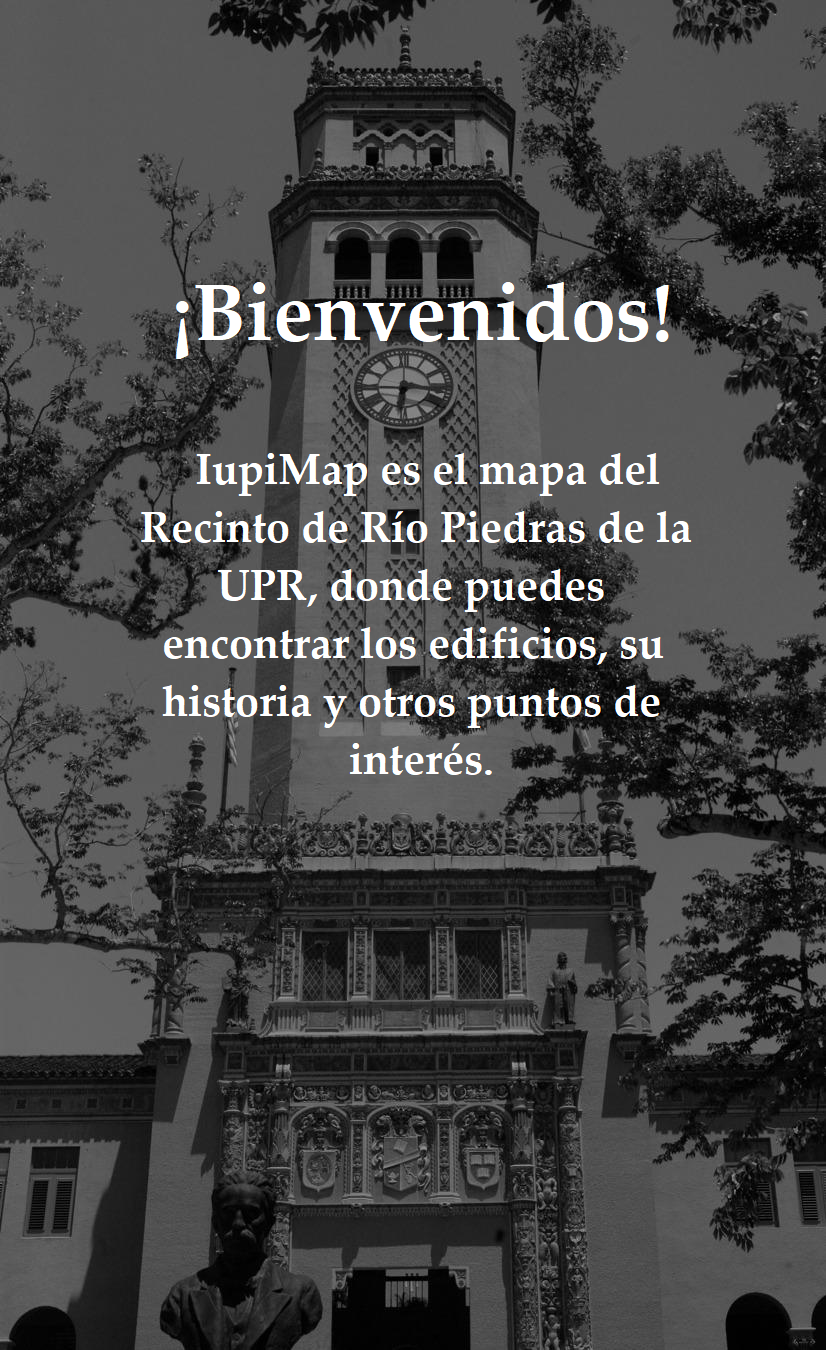 ¡Bienvenidos!
IupiMap es el mapa del
Recinto de Río Piedras de la
UPR, donde puedes
encontrar los edificios, su
historia y otros puntos de
interés.